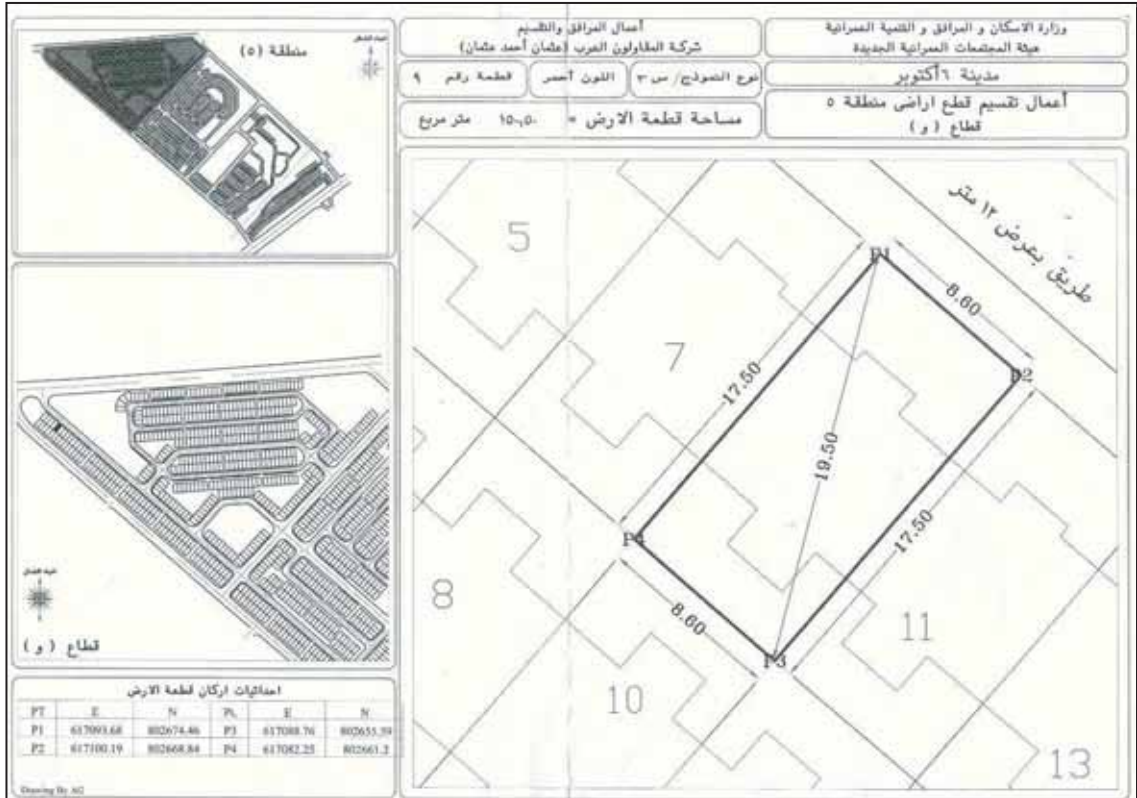 وزارة الاسكان و المرافق و التنمية العمرانية
هيئة المجتمعات العمرانية الجديدة
مدينة ٦ أكتوبر
أعمال تقسيم قطع اراضى منطقة ٥
قطاع ( و )
أعمال المرافق والتقسيم
شركة المقاولون العرب (عثمان أحمد عثمان)
نوع النموذج/ س ٣
اللون أحمر
قطعة رقم ٩
مساحة قطعة الارض = ١٥٠,٥٠ متر مربع
منطقة (٥)
طريق بعرض ١٢ متر
5
P1
8.60
7
P2
17.50
19.50
17.50
P4
8
8.60
11
P3
10
13
قطاع ( و )
احداثيات اركان قطعة الارض
PT E N Pt. E N
P1 617093.68 802674.46 P3 617088.76 802655.59
P2 617100.19 802668.84 P4 617082.25 802661.2
Drawing By AG